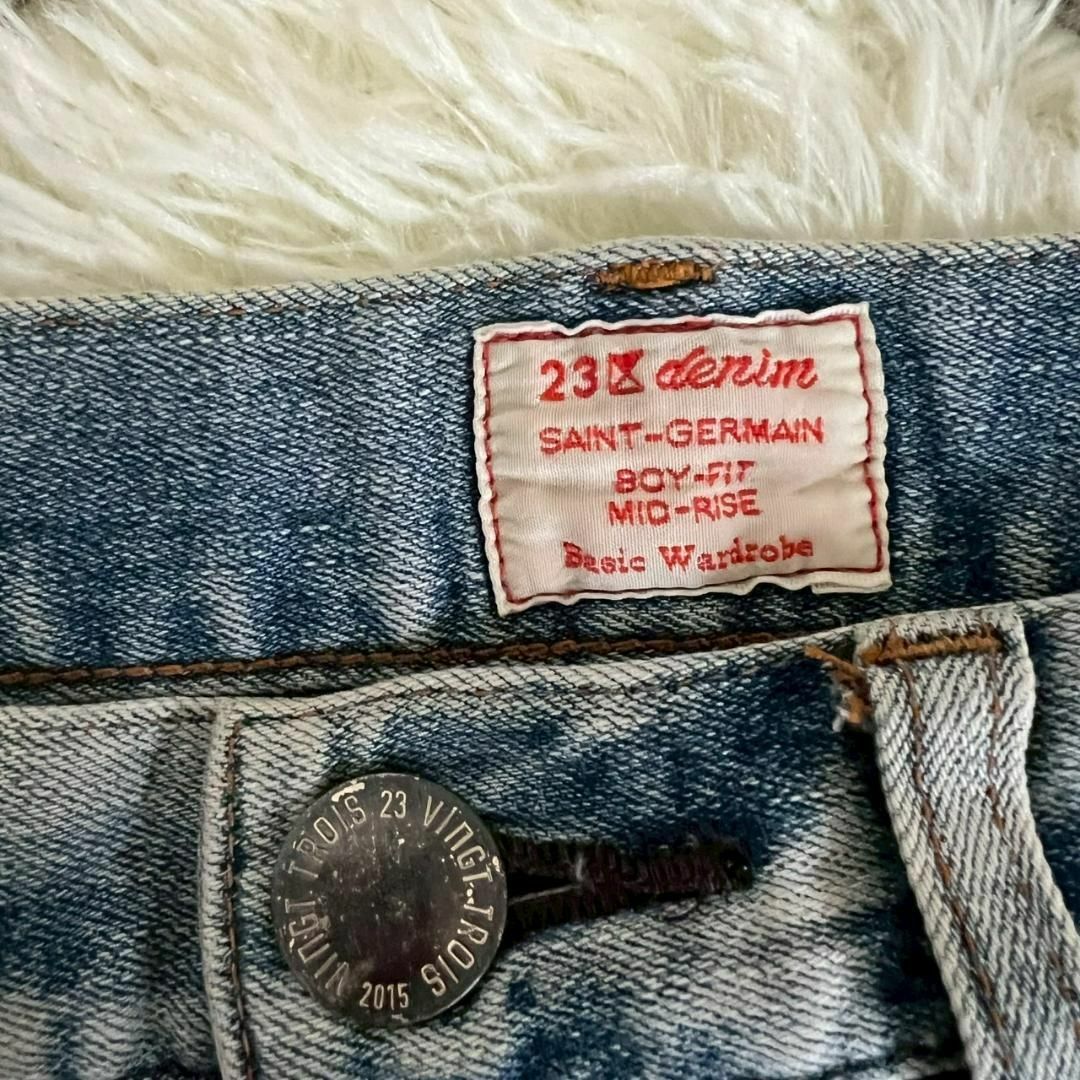 23 denim
SAINT-GERMAIN
BOY-FIT
MID-RISE
Basic Wardrobe
23 VINGT.TROIS
2015
VINGT TROIS